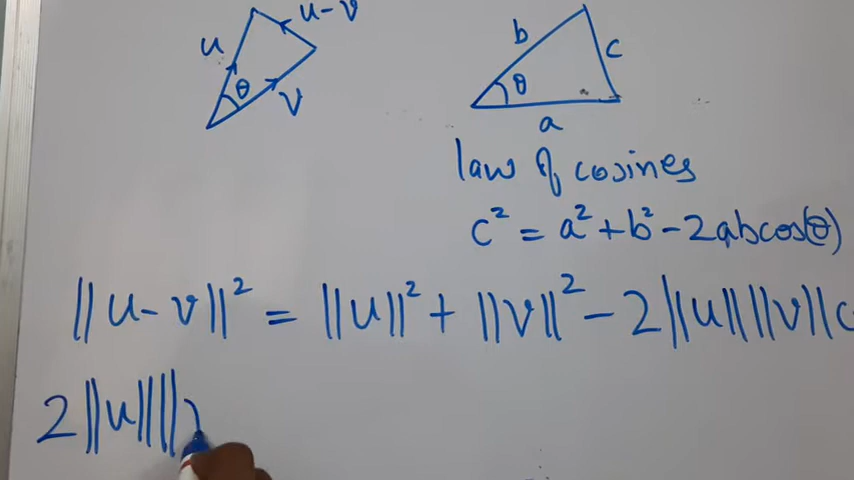 u
u-v
θ
v
b
c
θ
a
law of cosines
c² = a² + b² - 2abcos(θ)
||u-v||² = ||u||² + ||v||² - 2||u||||v||c
2||u||||